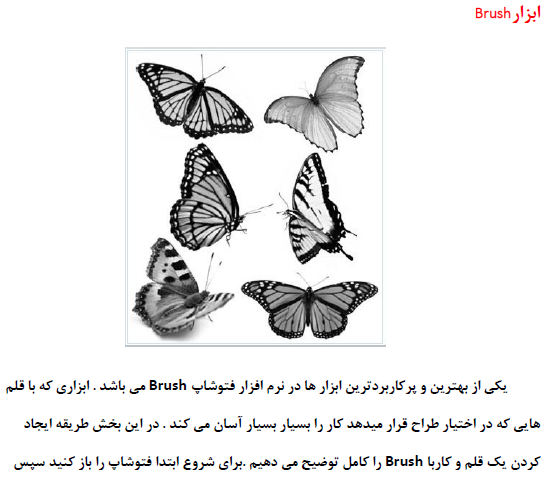 ابزار Brush
یکی از بهترین و پرکاربردترین ابزار ها در نرم افزار فتوشاپ Brush می باشد . ابزاری که با قلم
هایی که در اختیار طراح قرار میدهد کار را بسیار بسیار آسان می کند . در این بخش طریقه ایجاد
کردن یک قلم و کاربا Brush را کامل توضیح می دهیم .برای شروع ابتدا فتوشاپ را باز کنید سپس